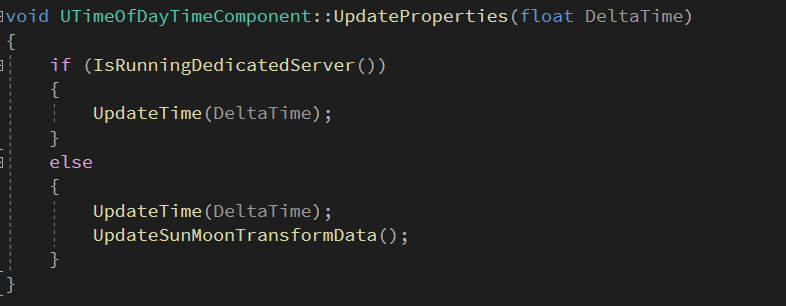 void UTimeOfDayTimeComponent::UpdateProperties(float DeltaTime)
{
    if (IsRunningDedicatedServer())
    {
        UpdateTime(DeltaTime);
    }
    else
    {
        UpdateTime(DeltaTime);
        UpdateSunMoonTransformData();
    }
}